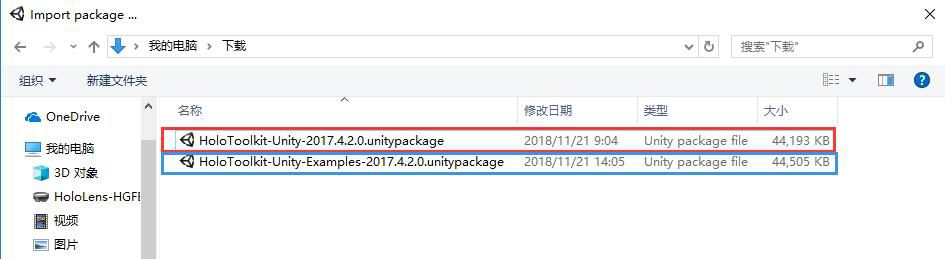 Import package ...
我的电脑 > 下载
搜索"下载"
组织 新建文件夹
名称 修改日期 类型 大小
OneDrive
我的电脑
3D 对象
HoloLens-HGFE
视频
图片
HoloToolkit-Unity-2017.4.2.0.unitypackage 2018/11/21 9:04 Unity package file 44,193 KB
HoloToolkit-Unity-Examples-2017.4.2.0.unitypackage 2018/11/21 14:05 Unity package file 44,505 KB